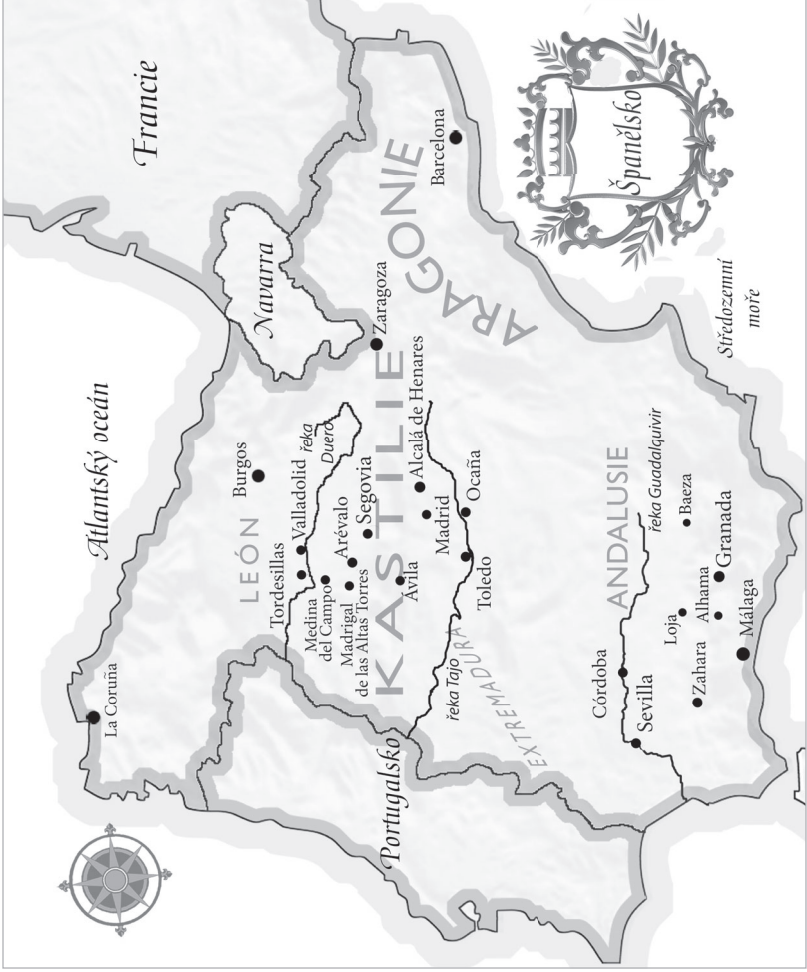 Atlantský oceán
Francie
Španělsko
La Coruña
LEÓN
Burgos
Navarra
Tordesillas
Valladolid
řeka
Duero
Medina
del Campo
Arévalo
Segovia
Madrigal
de las Altas Torres
Zaragoza
ARAGONIE
Barcelona
KASTILIE
Ávila
Alcalá de Henares
Madrid
Portugalsko
řeka Tajo
Toledo
Ocaña
EXTREMADURA
Středozemní
moře
ANDALUSIE
Córdoba
Sevilla
řeka Guadalquivir
Baeza
Loja
Zahara
Alhama
Granada
Málaga